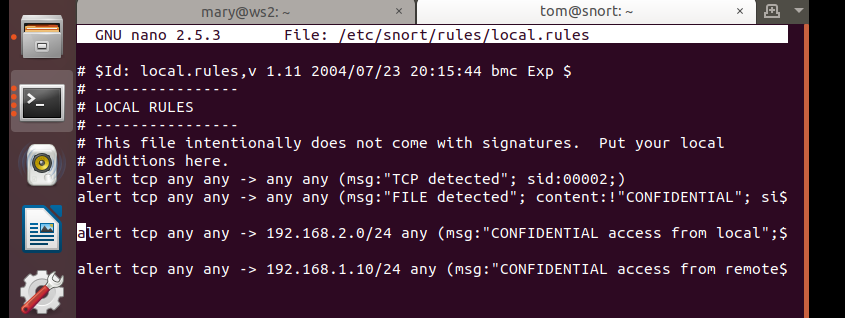 mary@ws2: ~ × tom@snort: ~ ×
GNU nano 2.5.3 File: /etc/snort/rules/local.rules
# $Id: local.rules,v 1.11 2004/07/23 20:15:44 bmc Exp $
# ----------------
# LOCAL RULES
# ----------------
# This file intentionally does not come with signatures.  Put your local
# additions here.
alert tcp any any -> any any (msg:"TCP detected"; sid:00002;)
alert tcp any any -> any any (msg:"FILE detected"; content:!"CONFIDENTIAL"; si$
alert tcp any any -> 192.168.2.0/24 any (msg:"CONFIDENTIAL access from local";$
alert tcp any any -> 192.168.1.10/24 any (msg:"CONFIDENTIAL access from remote$